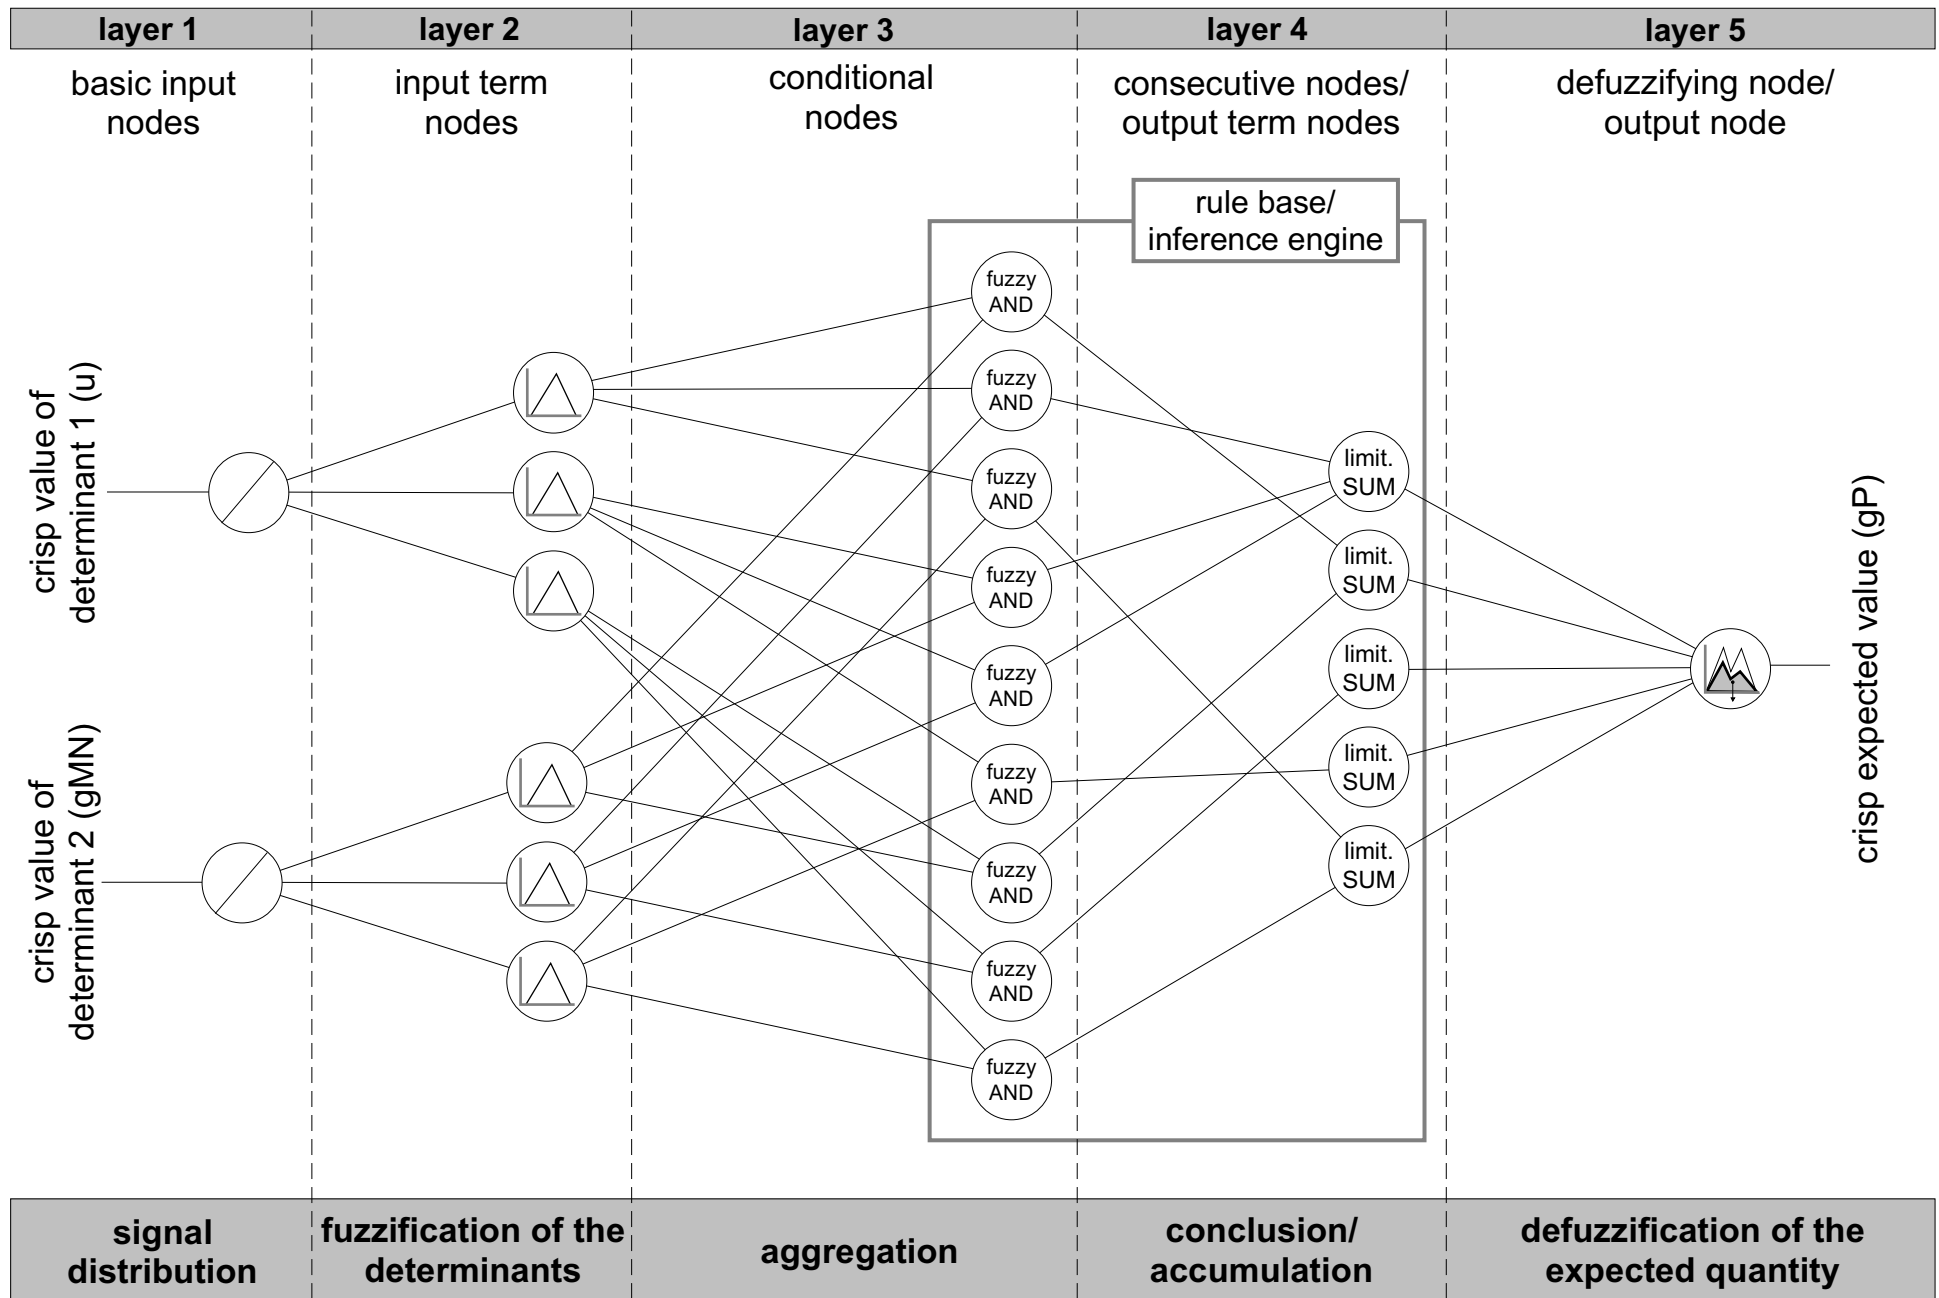 layer 1
layer 2
layer 3
layer 4
layer 5
basic input
nodes
input term
nodes
conditional
nodes
consecutive nodes/
output term nodes
defuzzifying node/
output node
rule base/
inference engine
crisp value of
determinant 1 (u)
crisp value of
determinant 2 (gMN)
fuzzy
AND
fuzzy
AND
fuzzy
AND
fuzzy
AND
fuzzy
AND
fuzzy
AND
fuzzy
AND
fuzzy
AND
fuzzy
AND
limit.
SUM
limit.
SUM
limit.
SUM
limit.
SUM
limit.
SUM
crisp expected value (gP)
signal
distribution
fuzzification of the
determinants
aggregation
conclusion/
accumulation
defuzzification of the
expected quantity